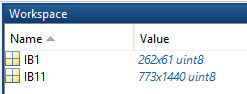 Workspace
Name Value
IB1 262x61 uint8
IB11 773x1440 uint8